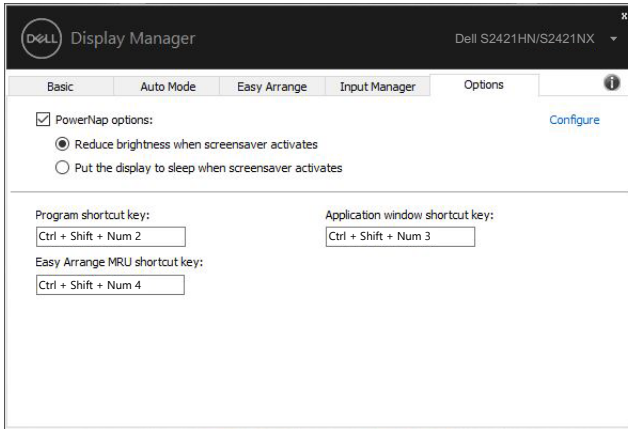 x
DELL Display Manager
Dell S2421HN/S2421NX
Basic Auto Mode Easy Arrange Input Manager Options
PowerNap options:
Configure
Reduce brightness when screensaver activates
Put the display to sleep when screensaver activates
Program shortcut key:
Application window shortcut key:
Ctrl + Shift + Num 2
Ctrl + Shift + Num 3
Easy Arrange MRU shortcut key:
Ctrl + Shift + Num 4